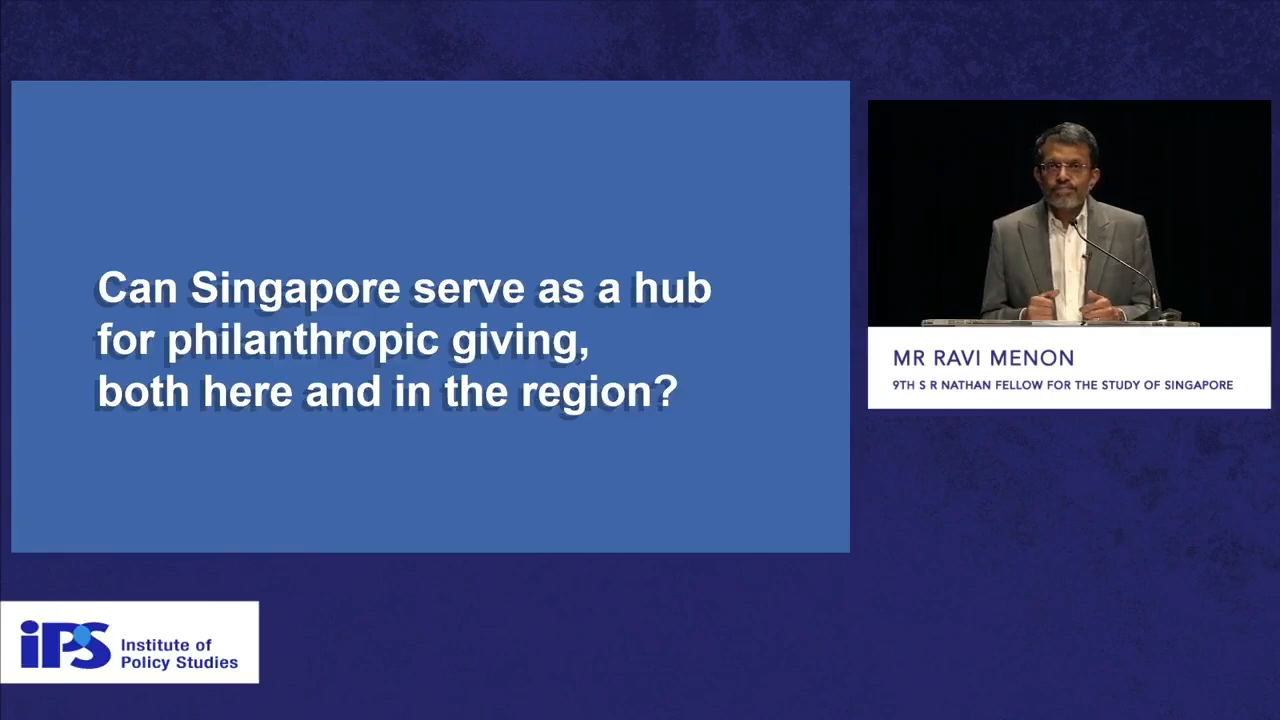 Can Singapore serve as a hub
for philanthropic giving,
both here and in the region?
MR RAVI MENON
9TH S R NATHAN FELLOW FOR THE STUDY OF SINGAPORE
iPS
Institute of
Policy Studies